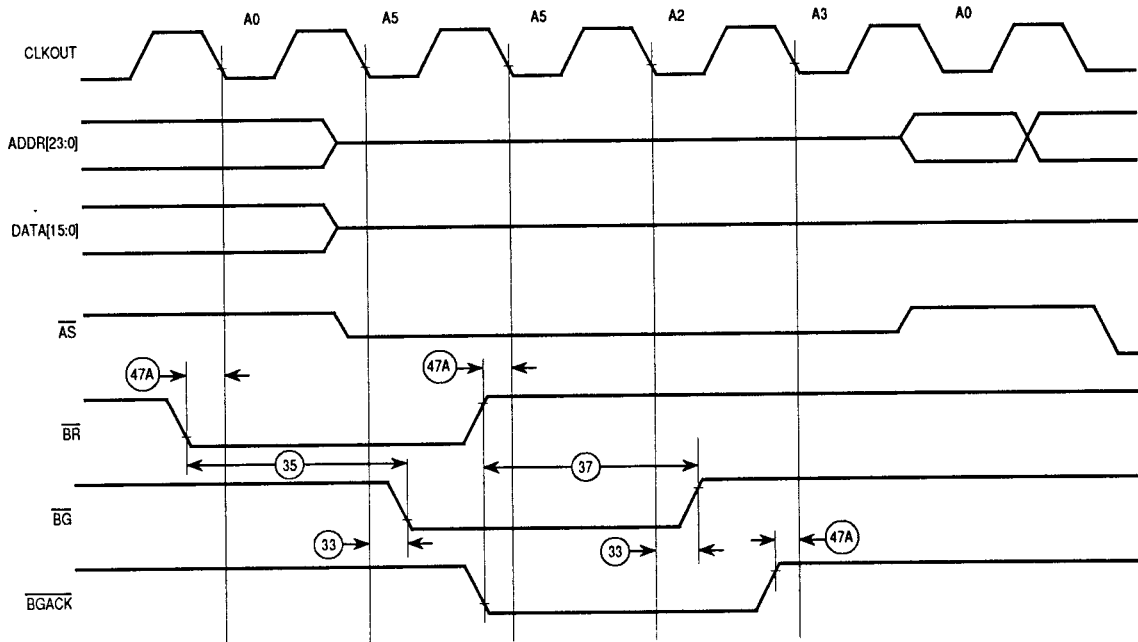 A0 A5 A5 A2 A3 A0
CLKOUT
ADDR[23:0]
DATA[15:0]
AS
47A 47A
BR
35 37
BG
33 33 47A
BGACK